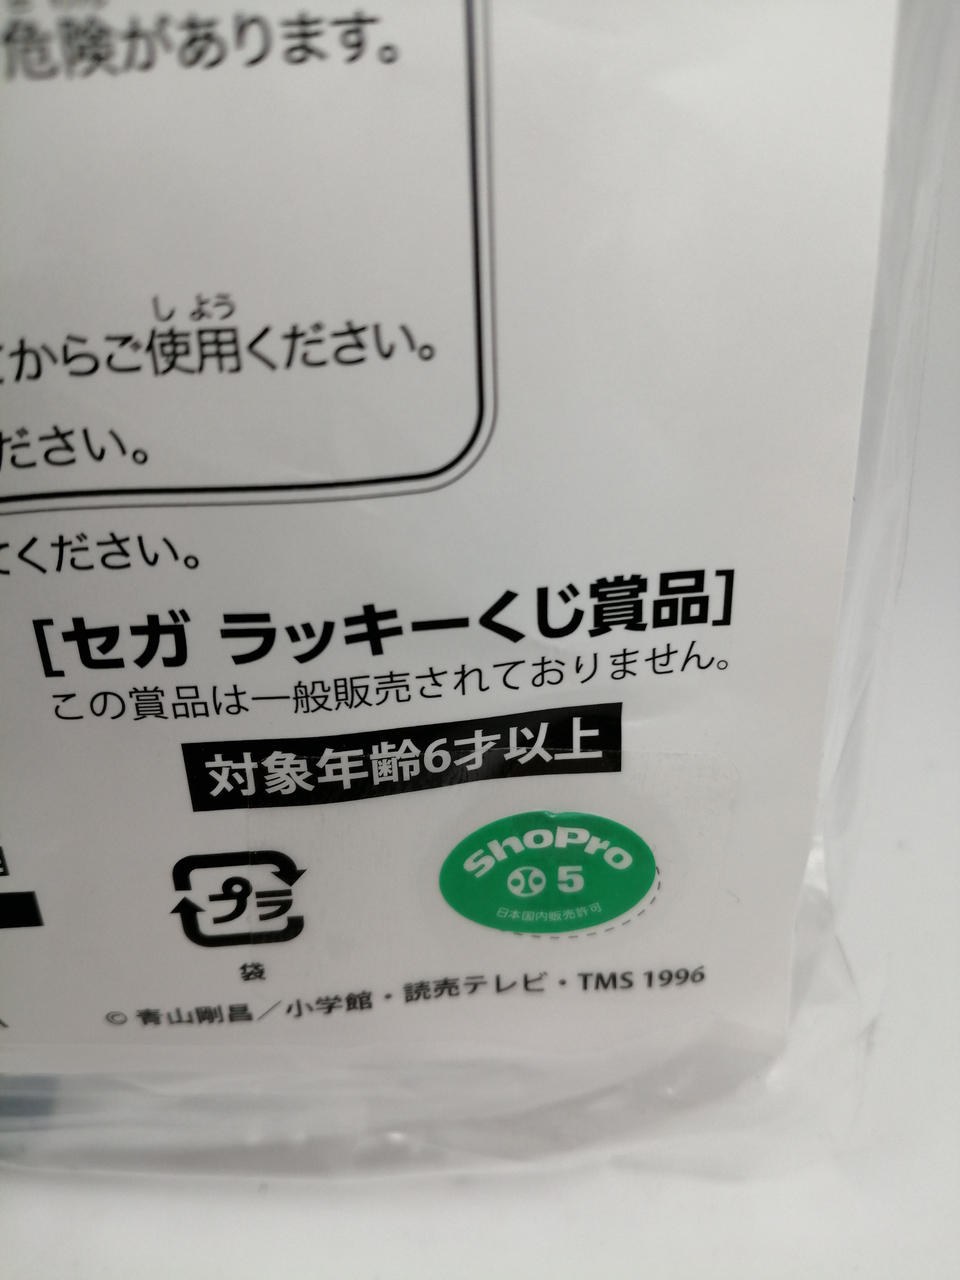 危険があります。
しよう
てからご使用ください。
ださい。
てください。
[セガ ラッキーくじ賞品]
この賞品は一般販売されておりません。
対象年齢6才以上
ShoPro
5
日本国内販売許可
プラ
袋
© 青山剛昌／小学館・読売テレビ・TMS 1996